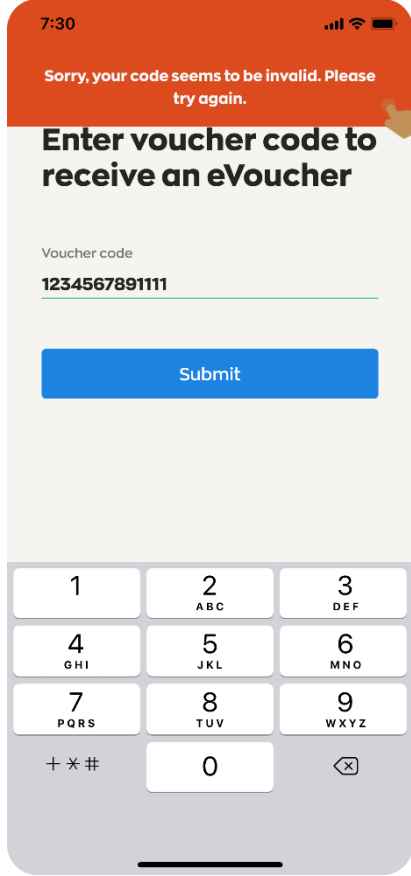 7:30
Sorry, your code seems to be invalid. Please
try again.
Enter voucher code to
receive an eVoucher
Voucher code
1234567891111
Submit
1
2
ABC
3
DEF
4
GHI
5
JKL
6
MNO
7
PQRS
8
TUV
9
WXYZ
+*#
0